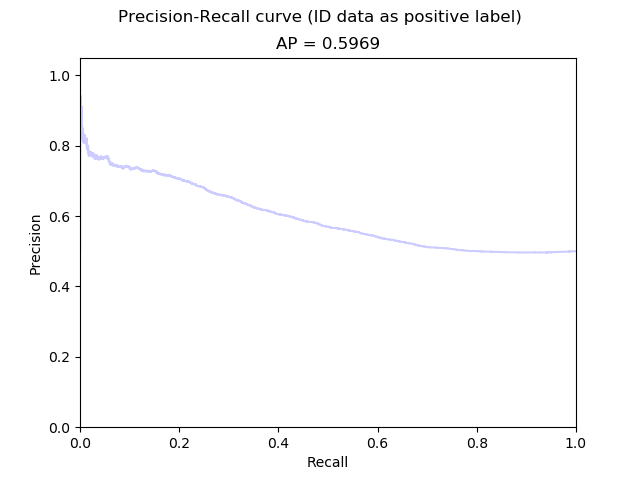 Precision-Recall curve (ID data as positive label)
AP = 0.5969
1.0
0.8
0.6
0.4
0.2
0.0
Precision
0.0 0.2 0.4 0.6 0.8 1.0
Recall